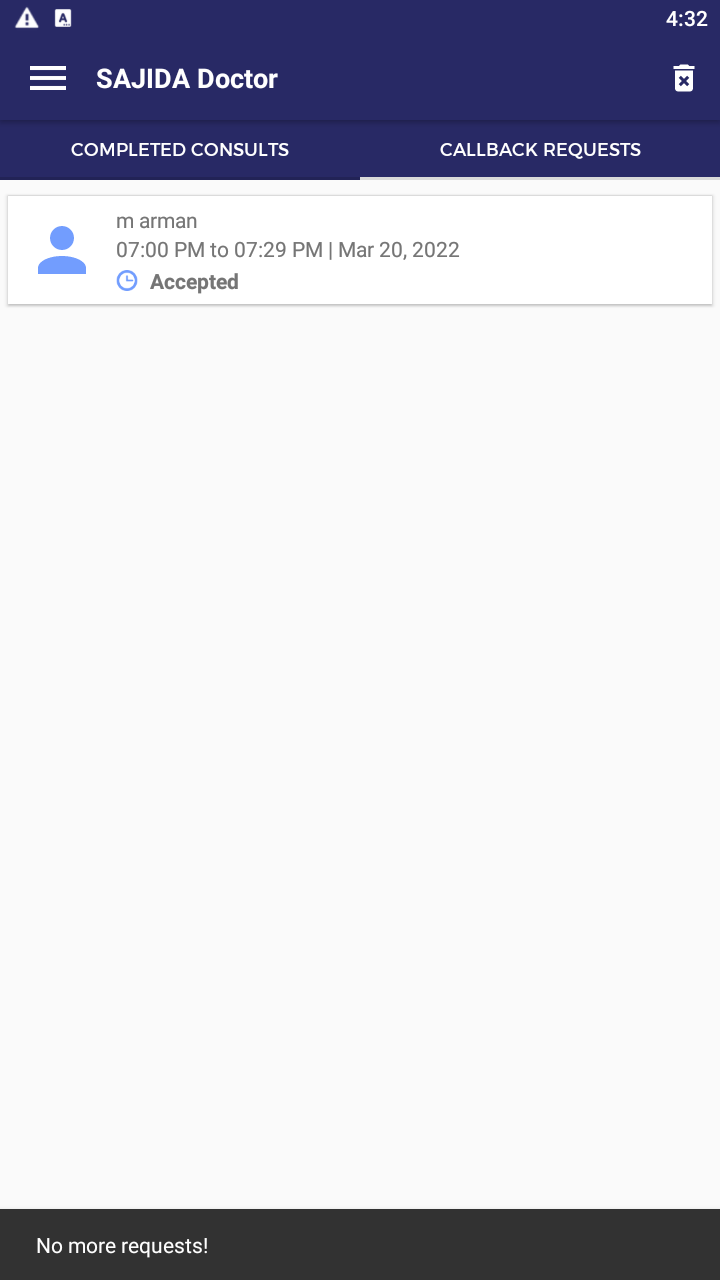 4:32
SAJIDA Doctor
COMPLETED CONSULTS
CALLBACK REQUESTS
m arman
07:00 PM to 07:29 PM | Mar 20, 2022
Accepted
No more requests!